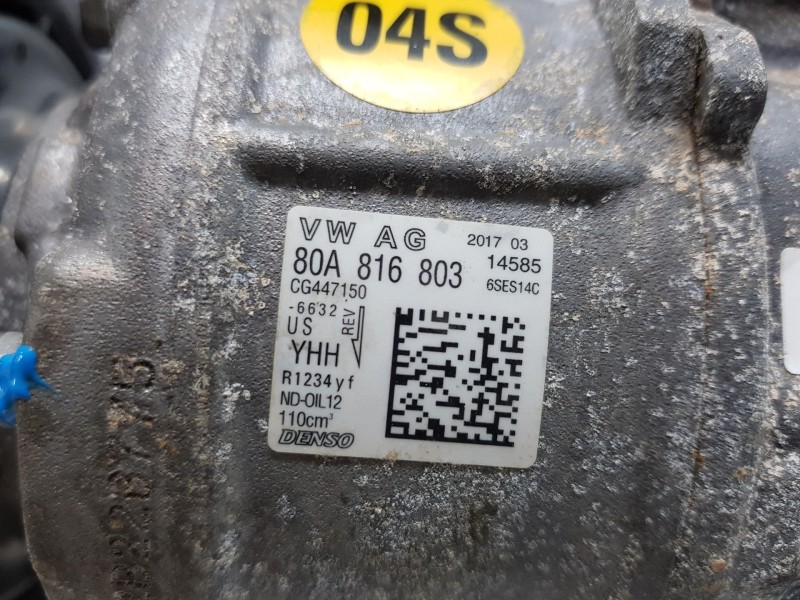 04S
VW AG 2017 03
80A 816 803 14585
CG447150 6SES14C
-6632
US REV
YHH
R1234yf
ND-OIL12
110cm³
DENSO